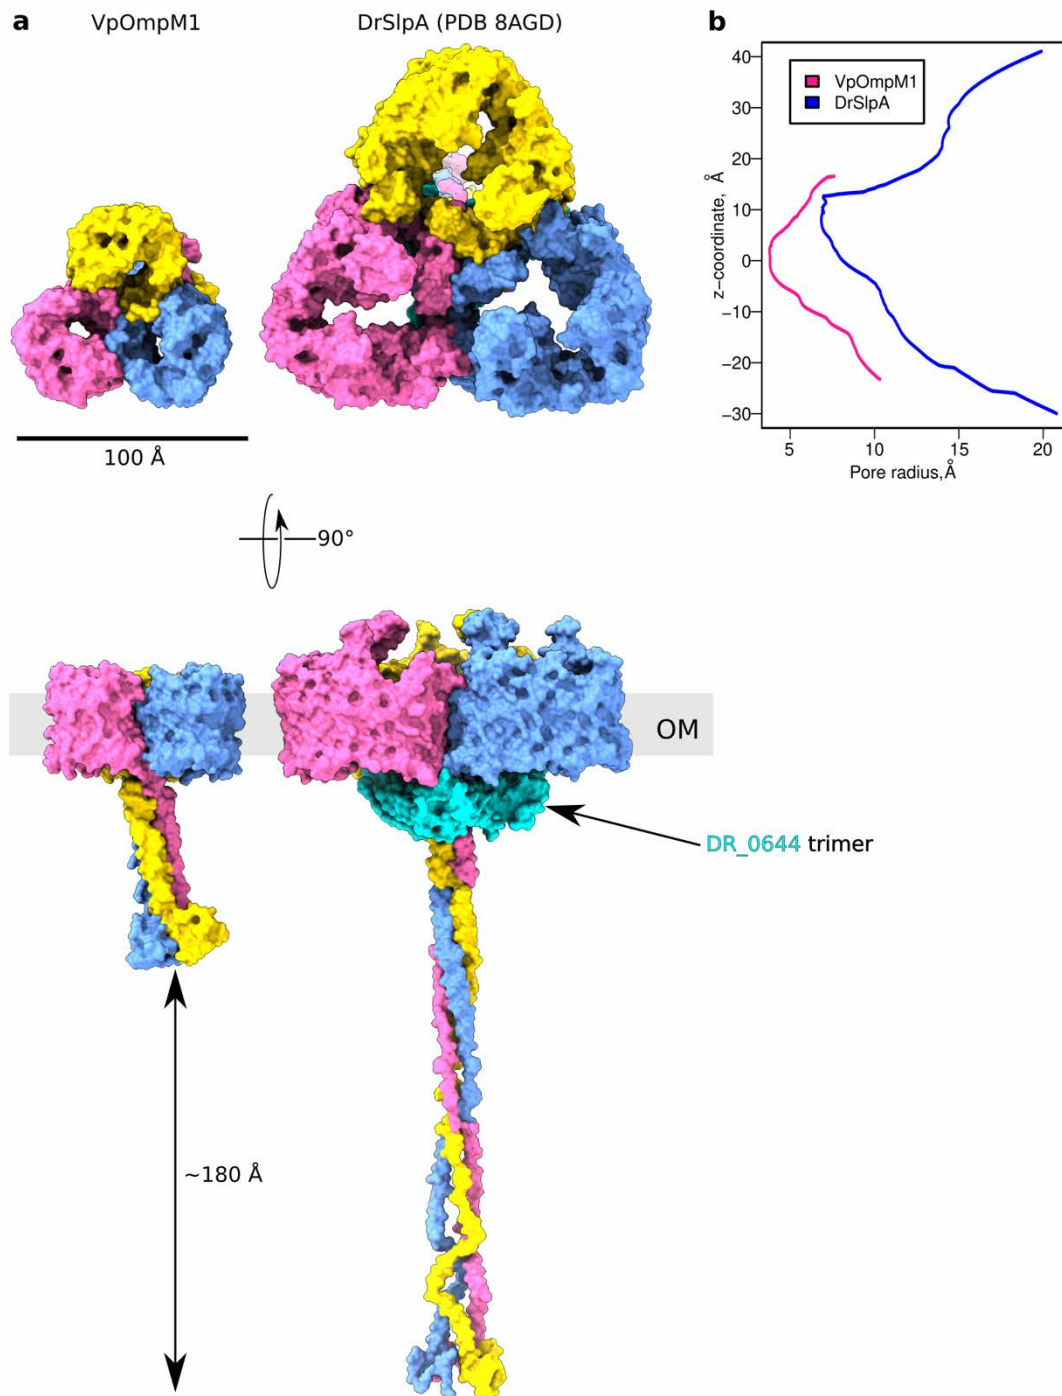 a
VpOmpM1
DrSlpA (PDB 8AGD)
100 Å
90°
OM
DR_0644 trimer
~180 Å
b
VpOmpM1
DrSlpA
z−coordinate, Å
40
30
20
10
0
−10
−20
−30
5
10
15
20
Pore radius,Å